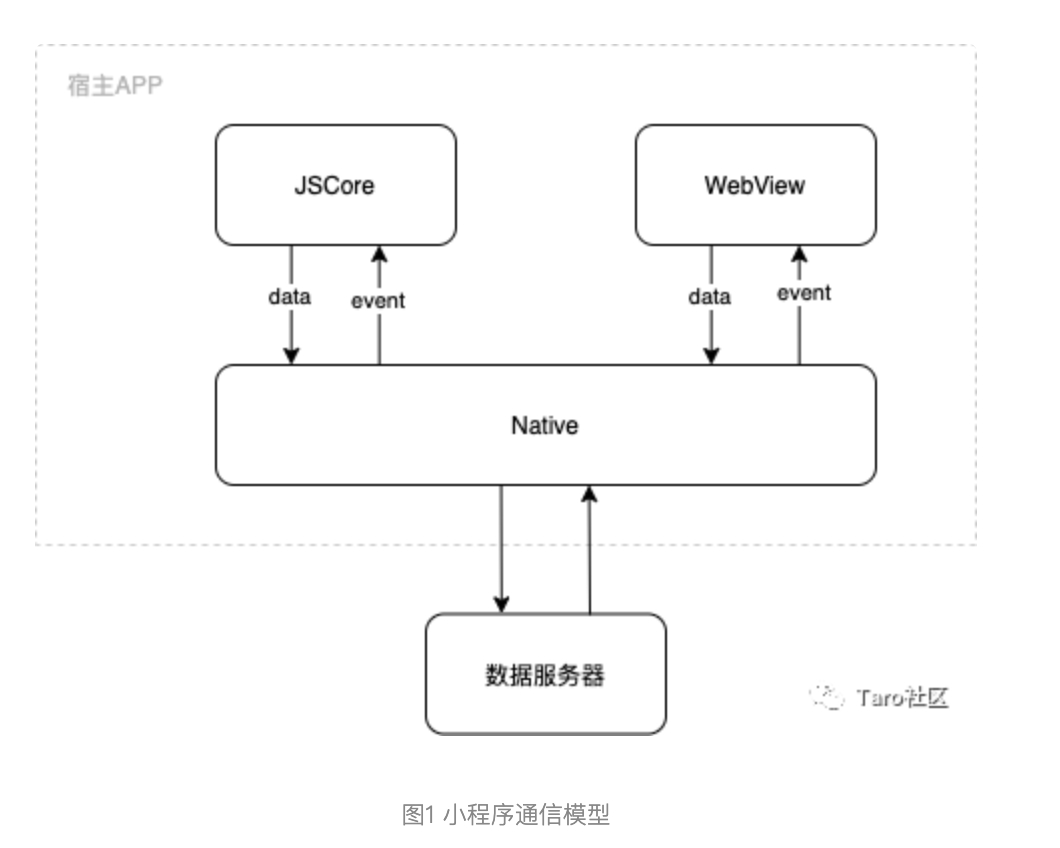 宿主APP
JSCore
WebView
data
event
data
event
Native
数据服务器
Taro社区
图1 小程序通信模型